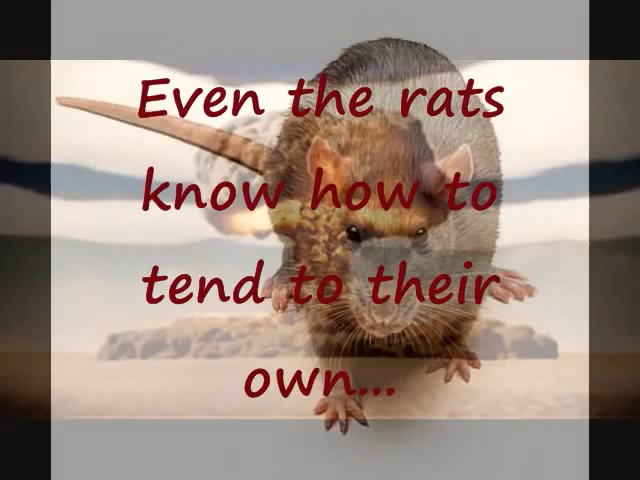 Even the rats
know how to
tend to their
own...